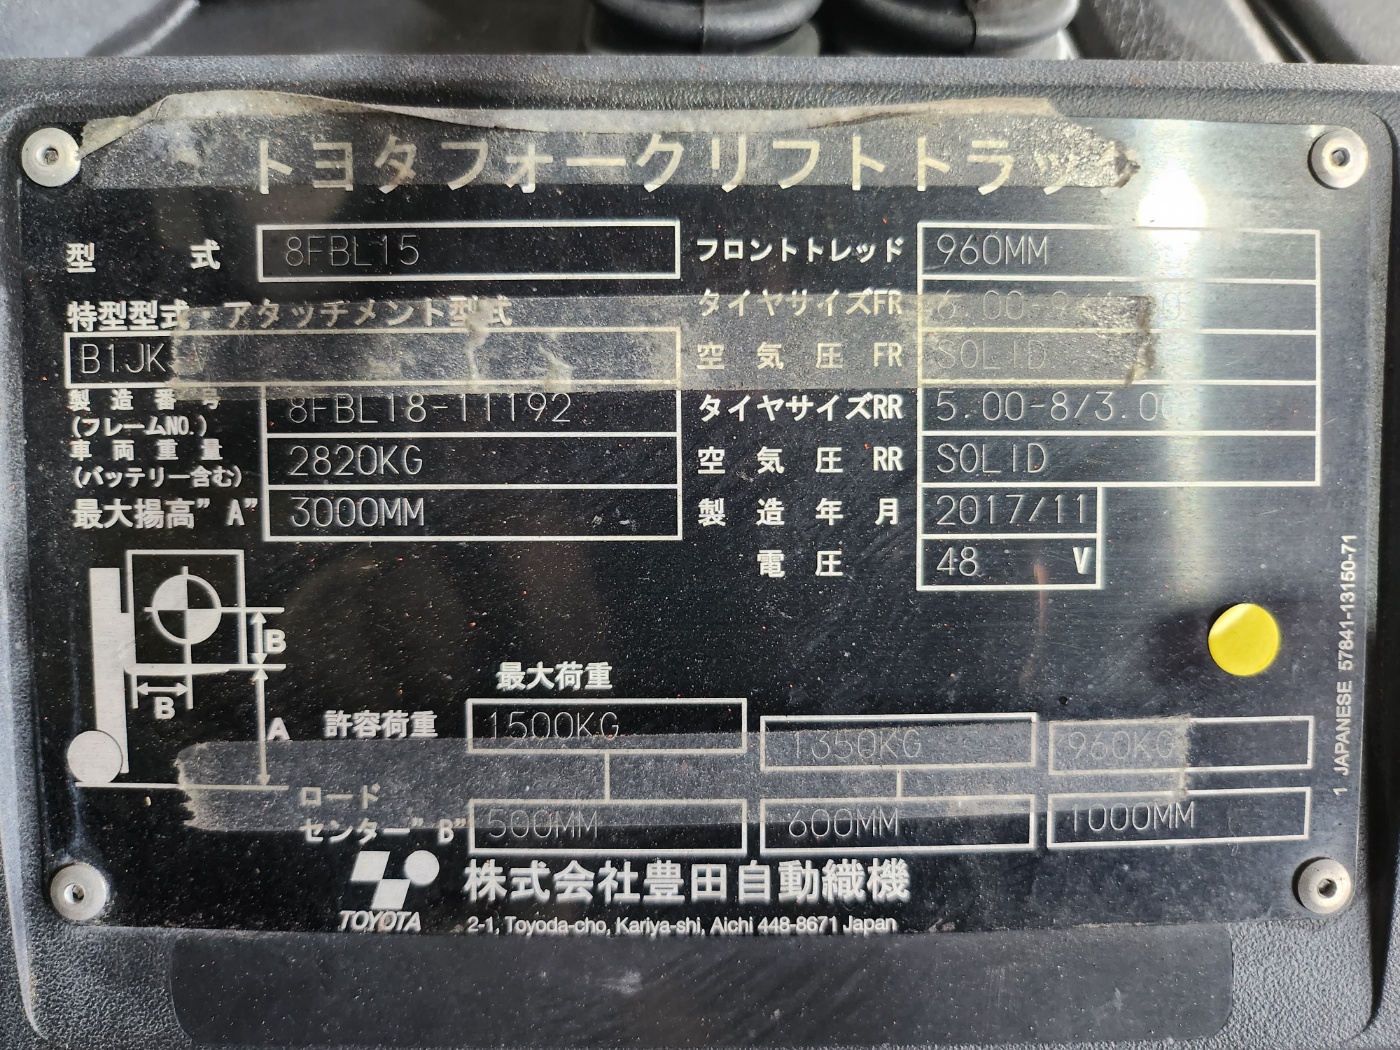 トヨタフォークリフトトラック
型 式 8FBL15
フロントトレッド 960MM
特型型式・アタッチメント型式
タイヤサイズFR
B1JK
空気圧 FR SOLID
製造番号
(フレームNO.) 8FBL18-11192
タイヤサイズRR 5.00-8/3.00
車両重量
(バッテリー含む) 2820KG
空気圧 RR SOLID
最大揚高"A" 3000MM
製造年月 2017/11
電圧 48 V
B
B
A
最大荷重
許容荷重 1500KG 1350KG 960KG
ロード
センター"B" 500MM 600MM 1000MM
株式会社豊田自動織機
TOYOTA
2-1, Toyoda-cho, Kariya-shi, Aichi 448-8671 Japan
1 JAPANESE 57841-13150-71